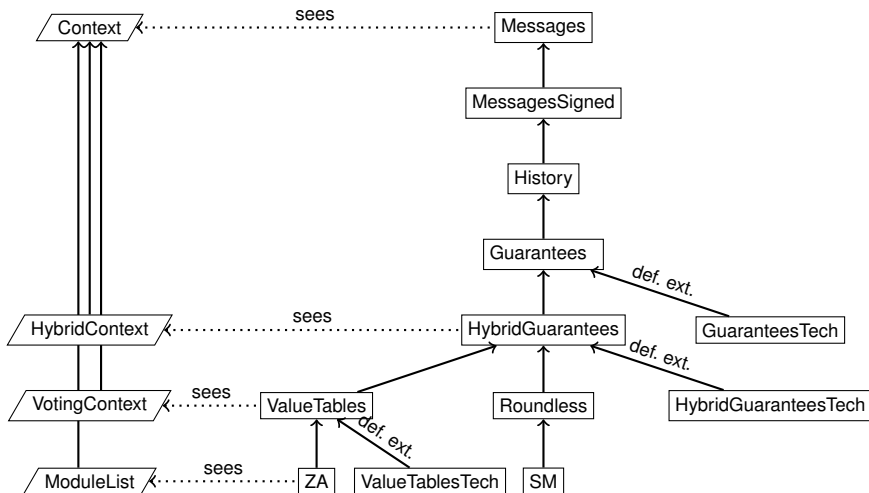 Context
sees
Messages
MessagesSigned
History
Guarantees
def. ext.
HybridContext
sees
HybridGuarantees
GuaranteesTech
def. ext.
VotingContext
sees
ValueTables
Roundless
HybridGuaranteesTech
def. ext.
ModuleList
sees
ZA
ValueTablesTech
SM